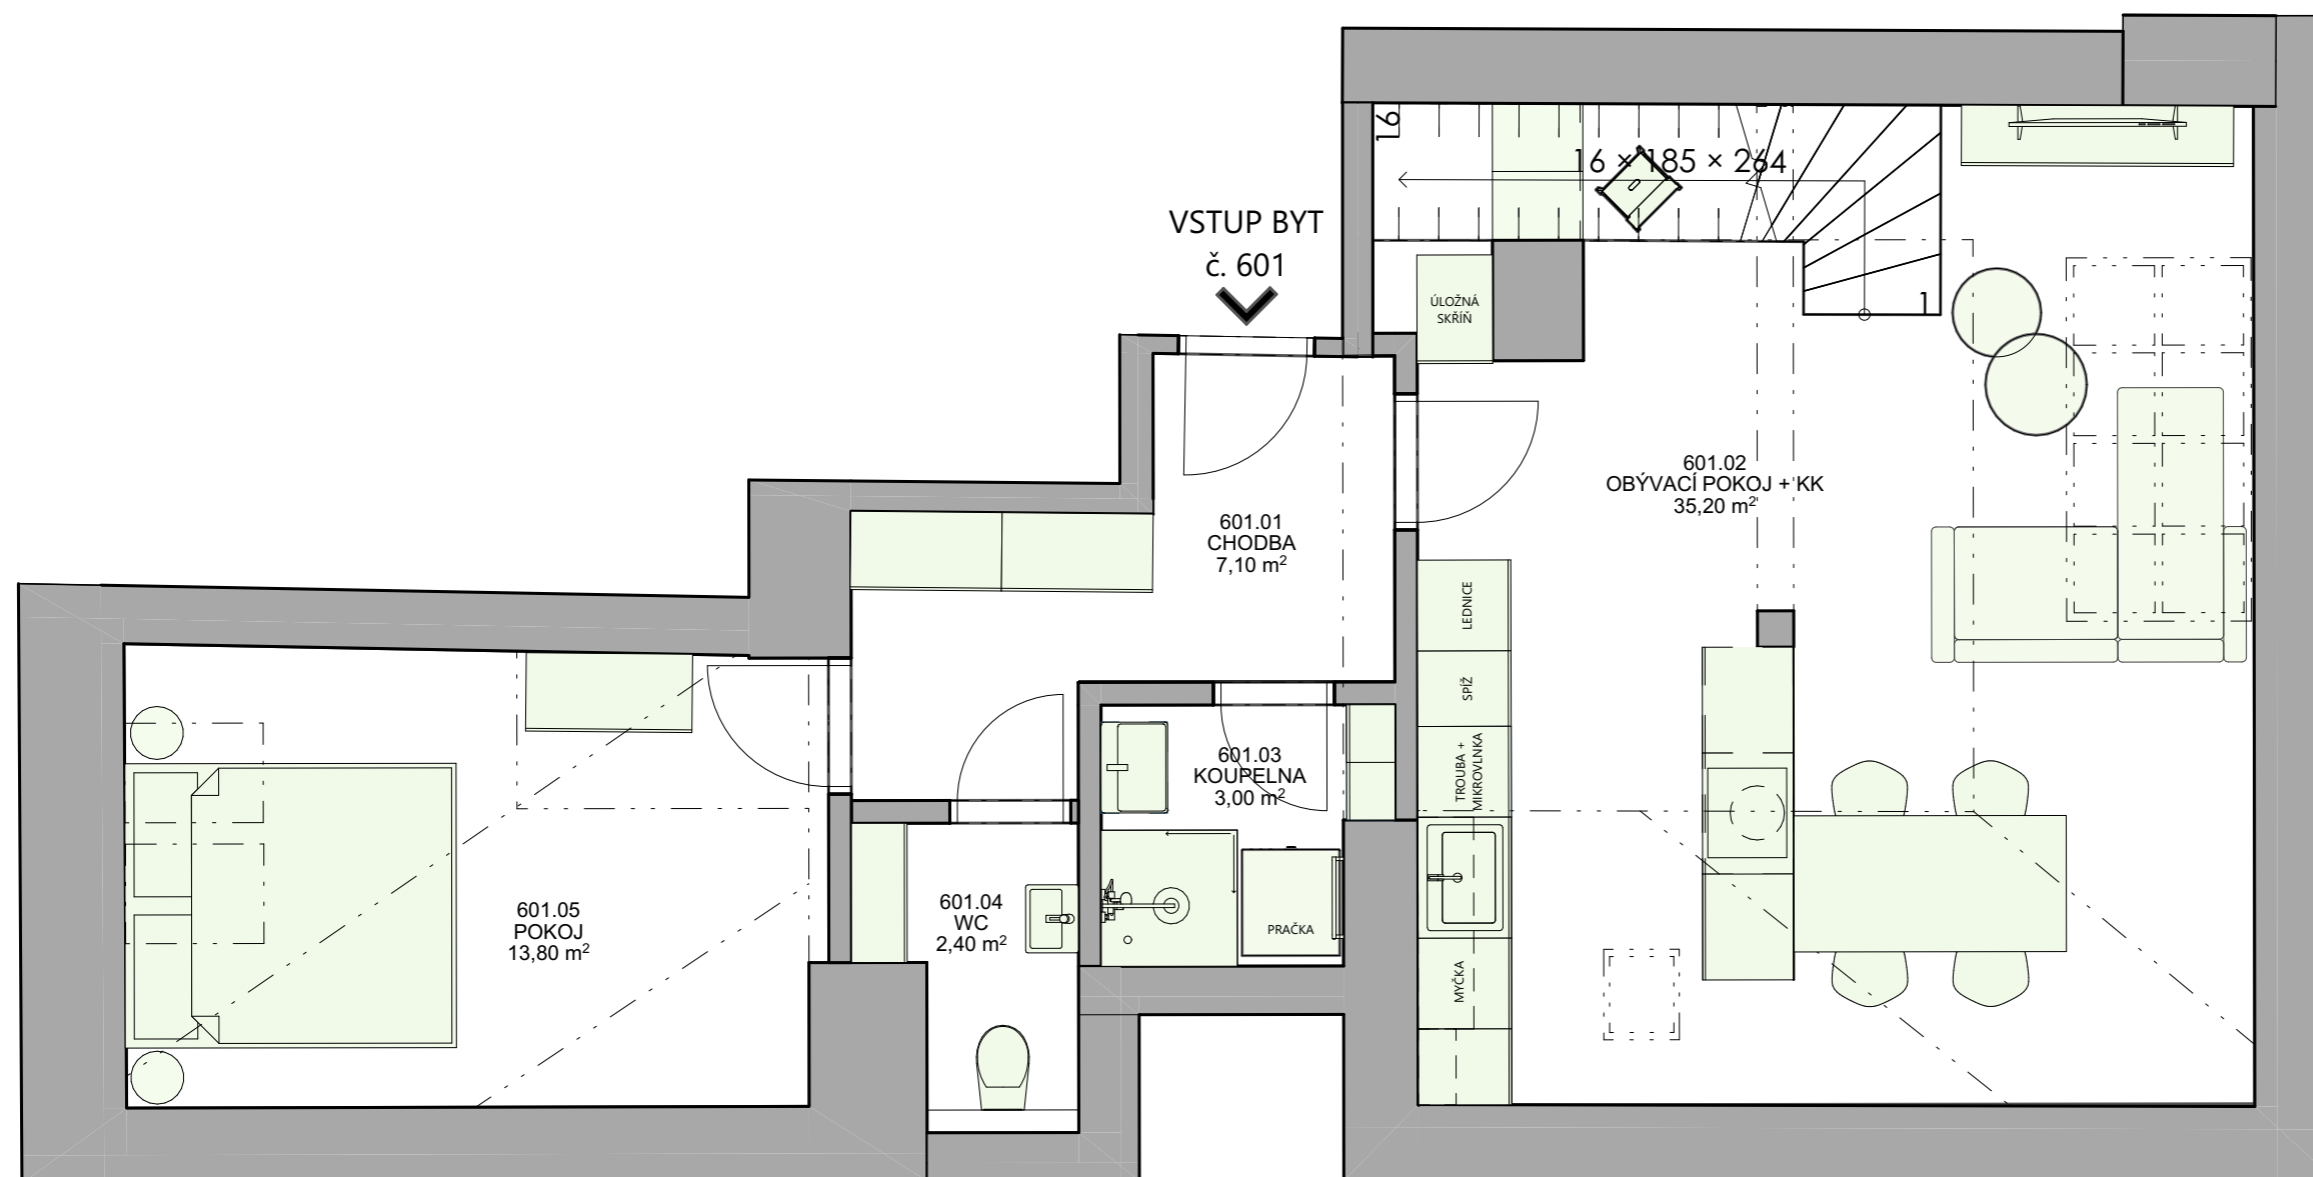 16
16 × 185 × 264
VSTUP BYT
č. 601
ÚLOŽNÁ
SKŘÍŇ
1
601.02
OBÝVACÍ POKOJ + KK
35,20 m²
601.01
CHODBA
7,10 m²
LEDNICE
SPÍŽ
TROUBA +
MIKROVLNKA
601.03
KOUPELNA
3,00 m²
601.04
WC
2,40 m²
601.05
POKOJ
13,80 m²
PRAČKA
MYČKA